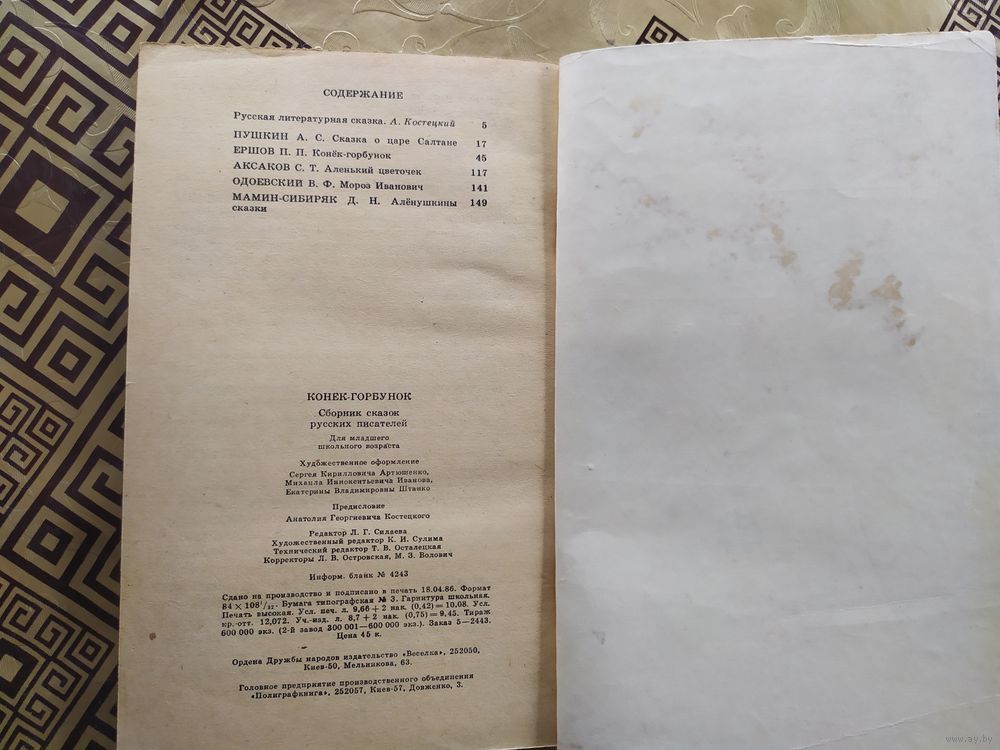 СОДЕРЖАНИЕ
Русская литературная сказка. А. Костецкий 5
ПУШКИН А. С. Сказка о царе Салтане 17
ЕРШОВ П. П. Конёк-горбунок 45
АКСАКОВ С. Т. Аленький цветочек 117
ОДОЕВСКИЙ В. Ф. Мороз Иванович 141
МАМИН-СИБИРЯК Д. Н. Алёнушкины 149
сказки
КОНЕК-ГОРБУНОК
Сборник сказок
русских писателей
Для младшего
школьного возраста
Художественное оформление
Сергея Кирилловича Артюшенко,
Михаила Иннокентьевича Иванова,
Екатерины Владимировны Штанко
Предисловие
Анатолия Георгиевича Костецкого
Редактор Л. Г. Силаева
Художественный редактор К. И. Сулима
Технический редактор Т. В. Осталецкая
Корректоры Л. В. Островская, М. З. Волович
Информ. бланк № 4243
Сдано на производство и подписано в печать 18.04.86. Формат
84 × 108¹/₃₂. Бумага типографская № 3. Гарнитура школьная.
Печать высокая. Усл. печ. л. 9,66 + 2 нак. (0,42) = 10,08. Усл.
кр.-отт. 12,072. Уч.-изд. л. 8,7 + 2 нак. (0,75) = 9,45. Тираж
600 000 экз. (2-й завод 300 001—600 000 экз.). Заказ 5—2443.
Цена 45 к.
Ордена Дружбы народов издательство «Веселка», 252050,
Киев-50, Мельникова, 63.
Головное предприятие производственного объединения
«Полиграфкнига», 252057, Киев-57, Довженко, 3.
www.ay.by